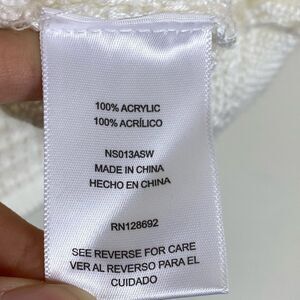 100% ACRYLIC
100% ACRÍLICO
NS013ASW
MADE IN CHINA
HECHO EN CHINA
RN128692
SEE REVERSE FOR CARE
VER AL REVERSO PARA EL
CUIDADO